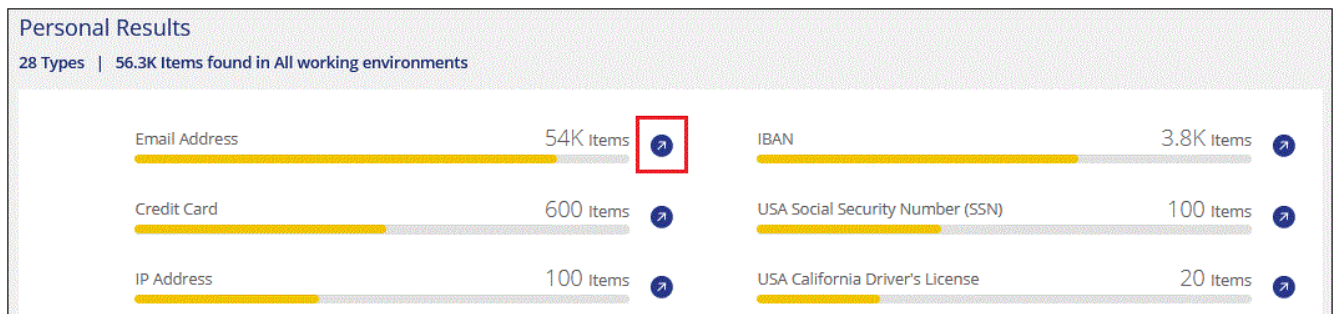 Personal Results
28 Types | 56.3K Items found in All working environments
Email Address 54K Items
IBAN 3.8K Items
Credit Card 600 Items
USA Social Security Number (SSN) 100 Items
IP Address 100 Items
USA California Driver's License 20 Items